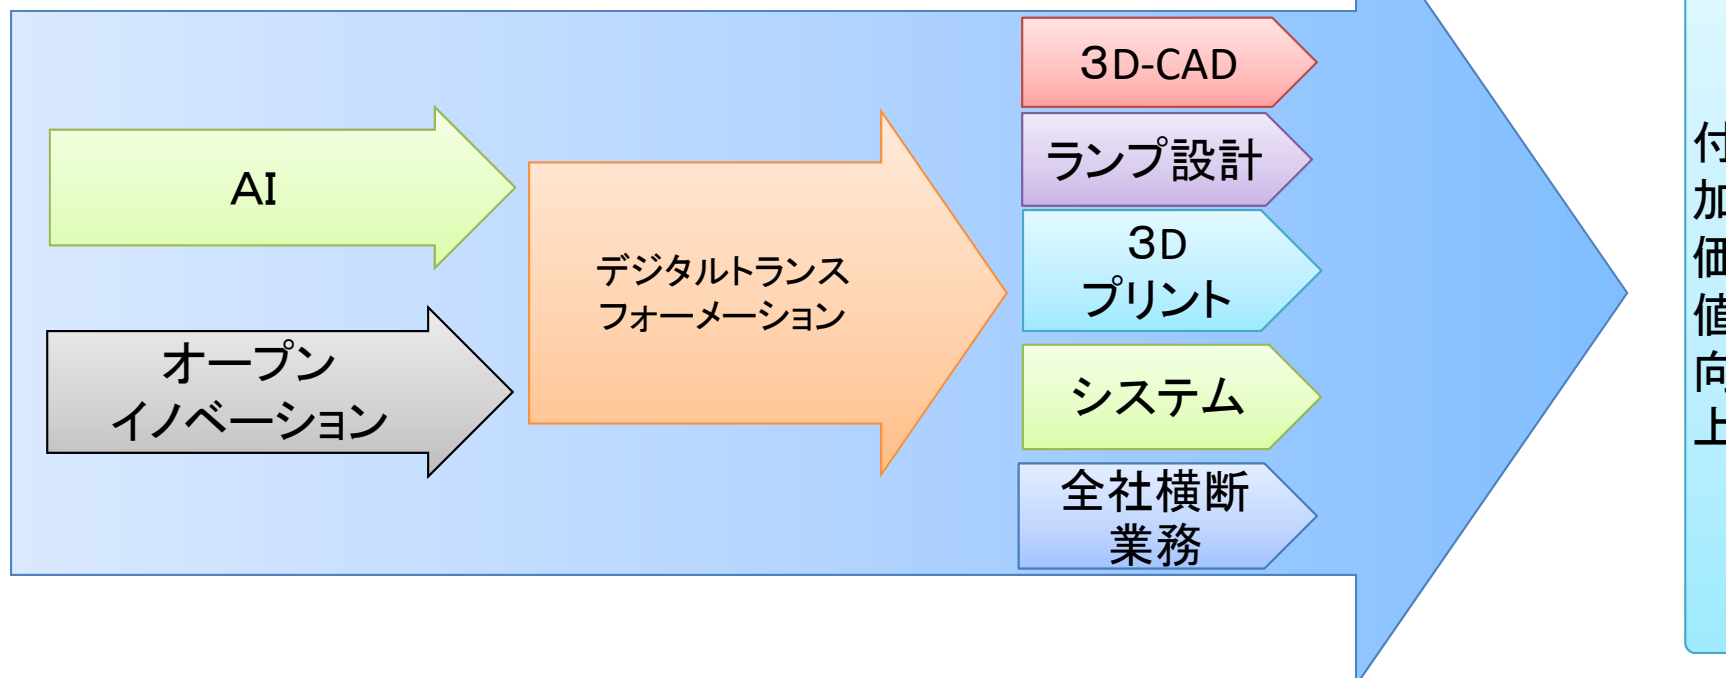 AI
オープン
イノベーション
デジタルトランス
フォーメーション
３D-CAD
ランプ設計
３D
プリント
システム
全社横断
業務
付
加
価
値
向
上